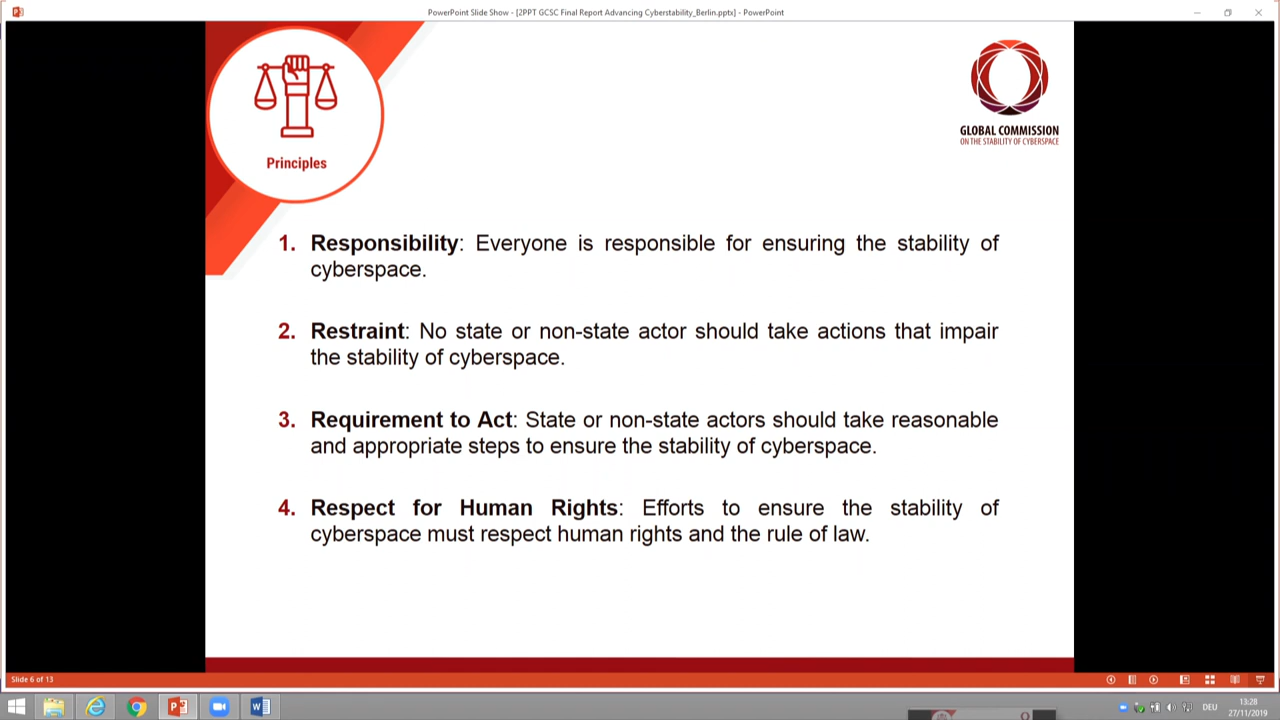 PowerPoint Slide Show - [2PPT GCSC Final Report Advancing Cyberstability_Berlin.pptx] - PowerPoint
Principles
GLOBAL COMMISSION
ON THE STABILITY OF CYBERSPACE
1. Responsibility: Everyone is responsible for ensuring the stability of
cyberspace.
2. Restraint: No state or non-state actor should take actions that impair
the stability of cyberspace.
3. Requirement to Act: State or non-state actors should take reasonable
and appropriate steps to ensure the stability of cyberspace.
4. Respect for Human Rights: Efforts to ensure the stability of
cyberspace must respect human rights and the rule of law.
Slide 6 of 13
DEU
13:28
27/11/2019